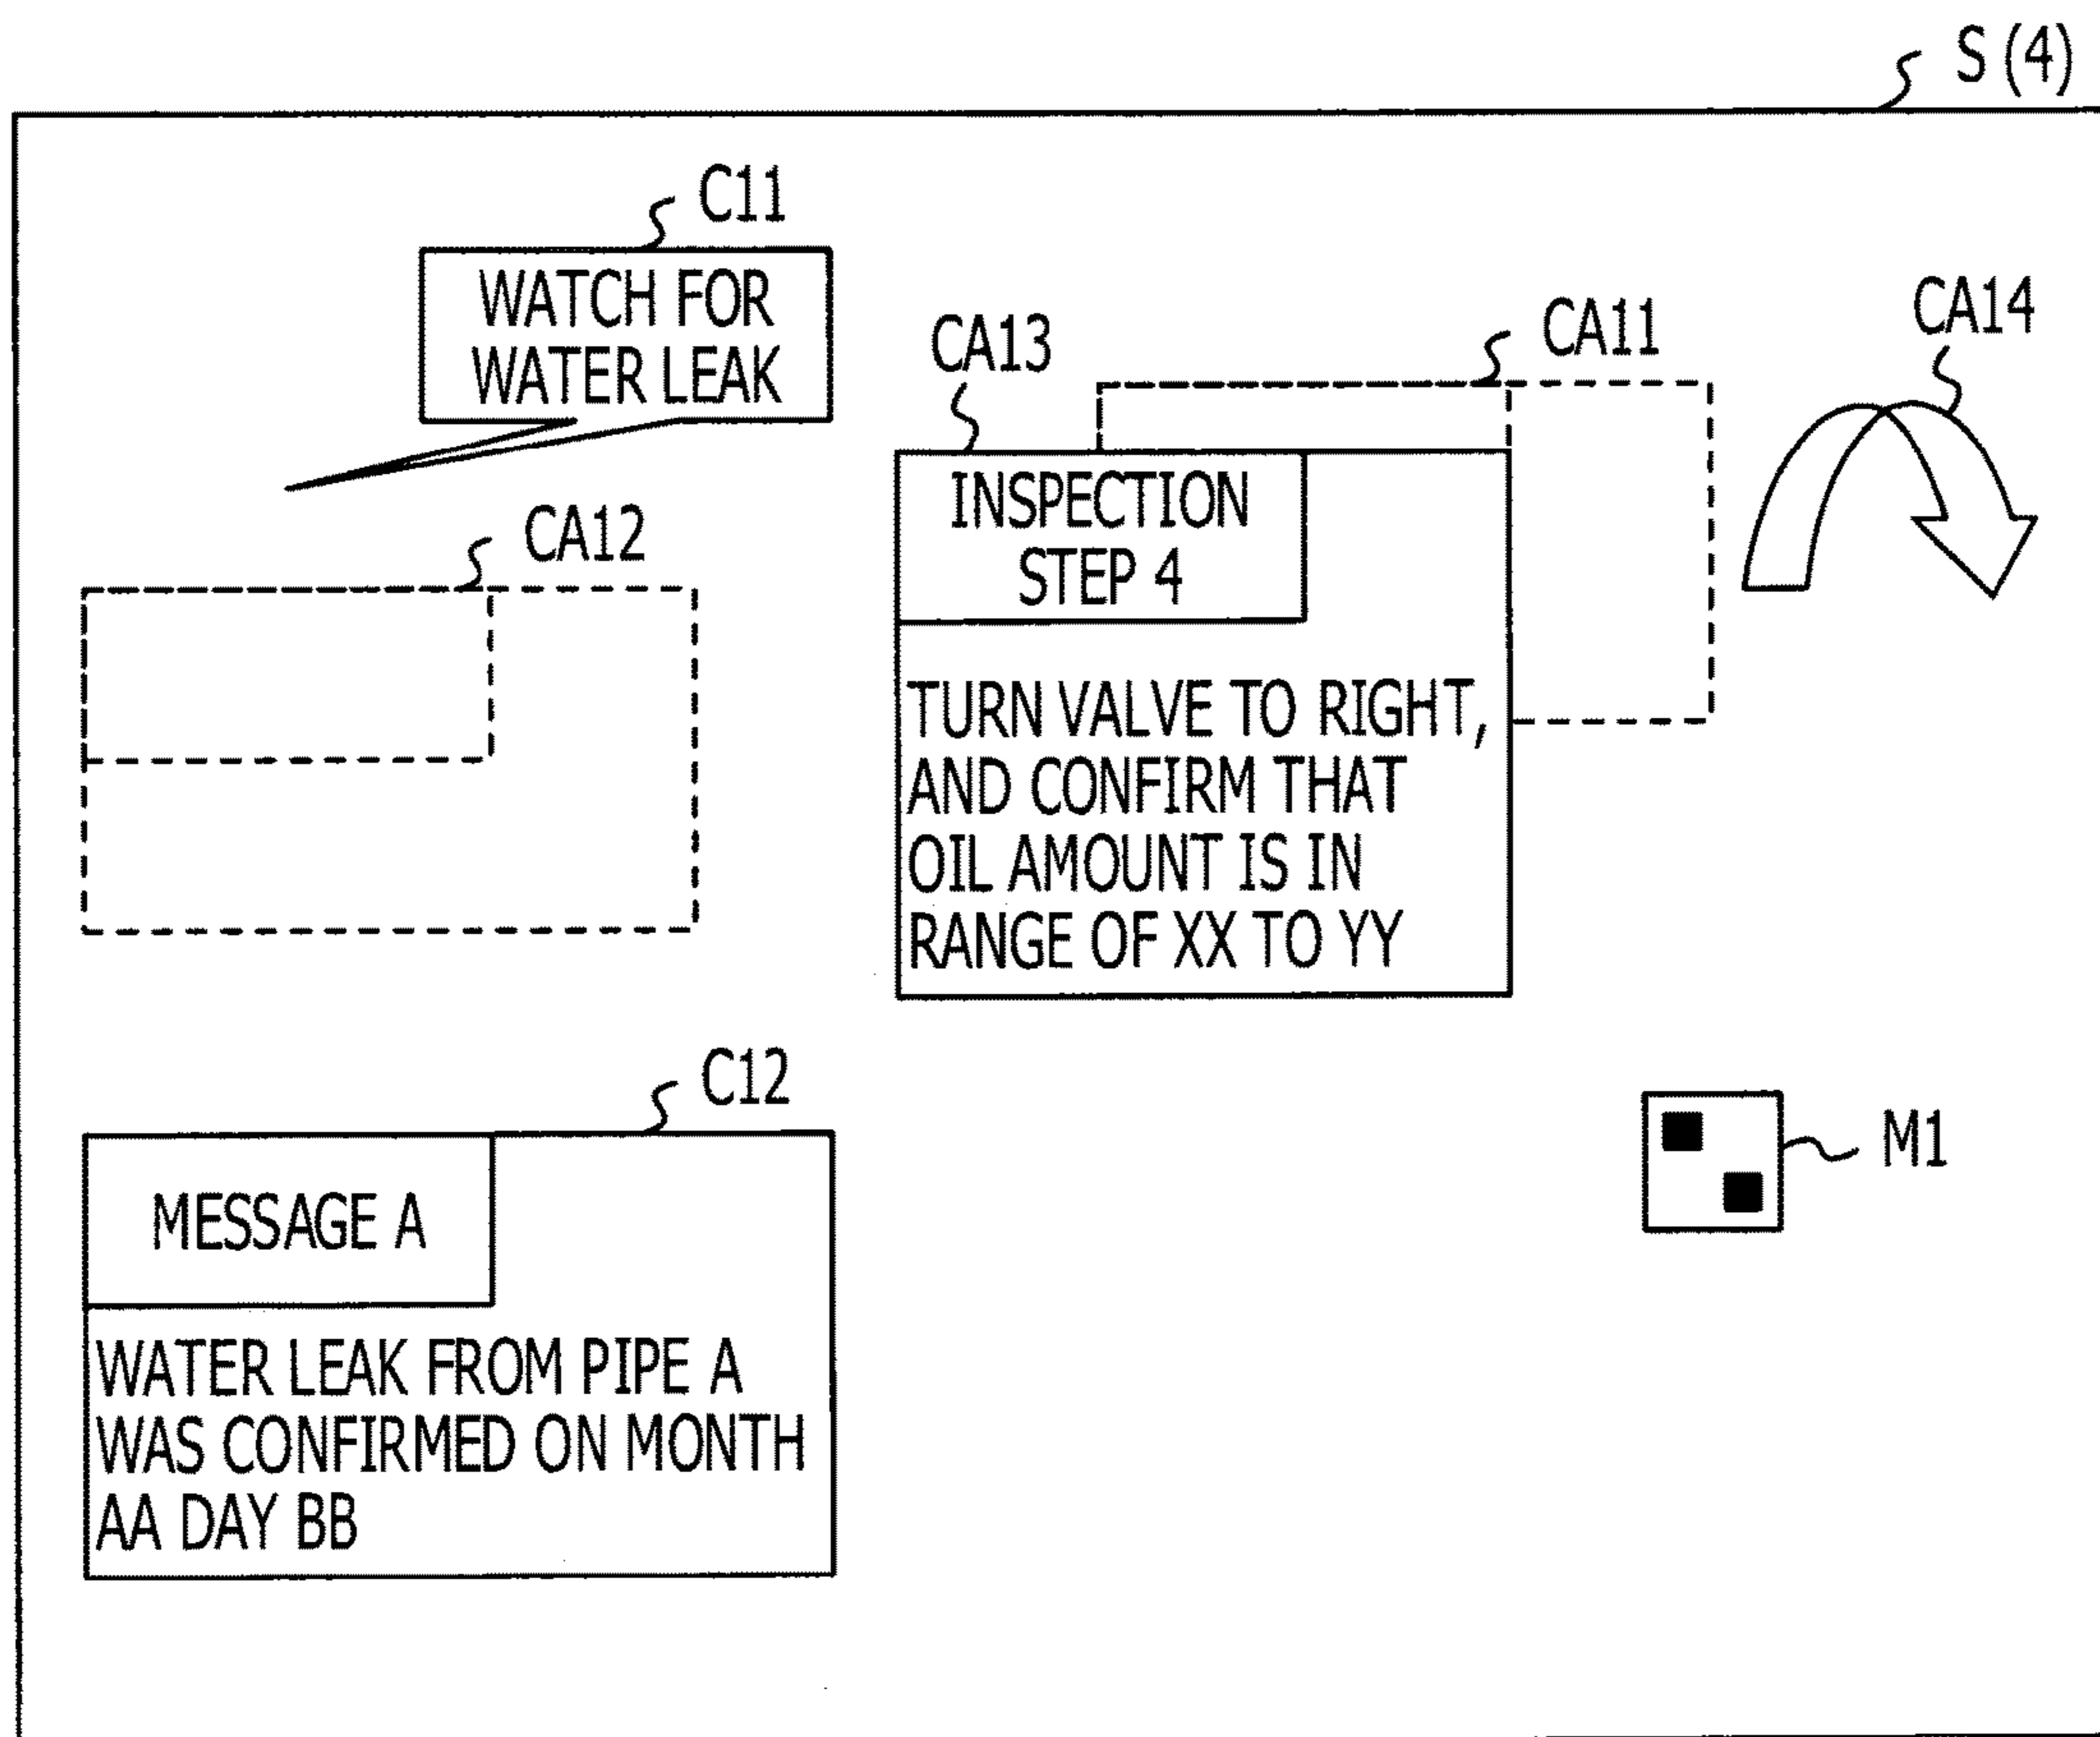 S (4)
C11
WATCH FOR
WATER LEAK
CA13
CA11
CA14
INSPECTION
STEP 4
CA12
TURN VALVE TO RIGHT,
AND CONFIRM THAT
OIL AMOUNT IS IN
RANGE OF XX TO YY
C12
M1
MESSAGE A
WATER LEAK FROM PIPE A
WAS CONFIRMED ON MONTH
AA DAY BB